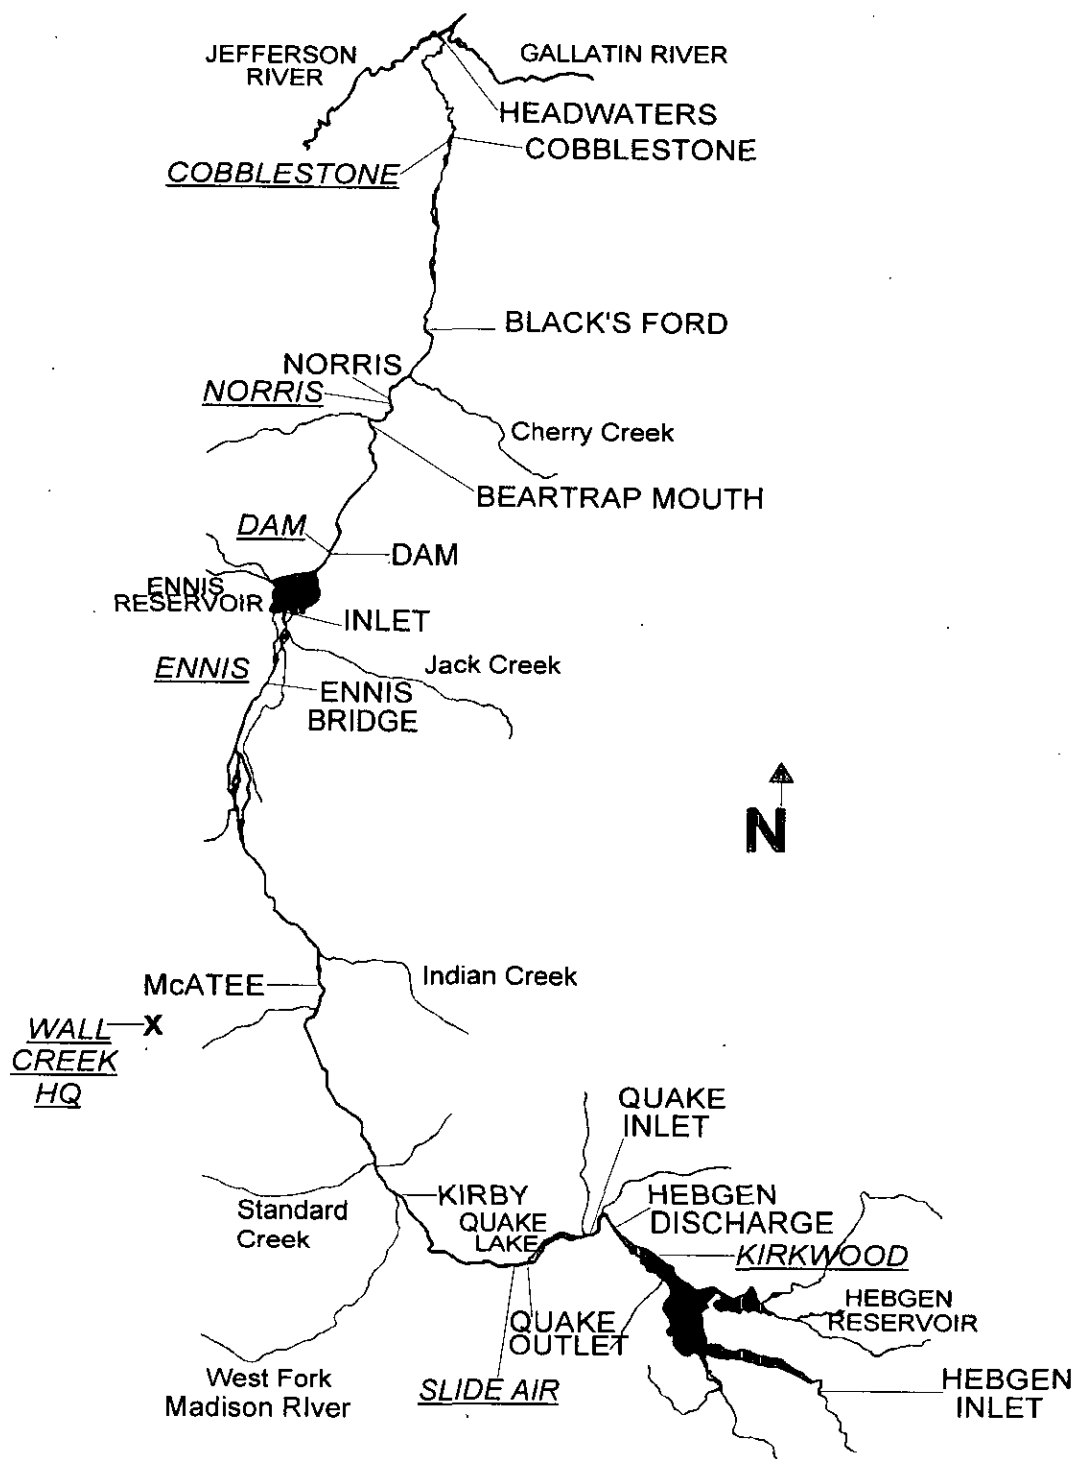 JEFFERSON
RIVER
GALLATIN RIVER
HEADWATERS
COBBLESTONE
COBBLESTONE
BLACK'S FORD
NORRIS
NORRIS
Cherry Creek
BEARTRAP MOUTH
DAM
DAM
ENNIS
RESERVOIR
INLET
ENNIS
Jack Creek
ENNIS
BRIDGE
N
Indian Creek
McATEE
WALL
CREEK
HQ
X
QUAKE
INLET
KIRBY
Standard
Creek
QUAKE
LAKE
HEBGEN
DISCHARGE
KIRKWOOD
HEBGEN
RESERVOIR
QUAKE
OUTLET
West Fork
Madison RIver
SLIDE AIR
HEBGEN
INLET